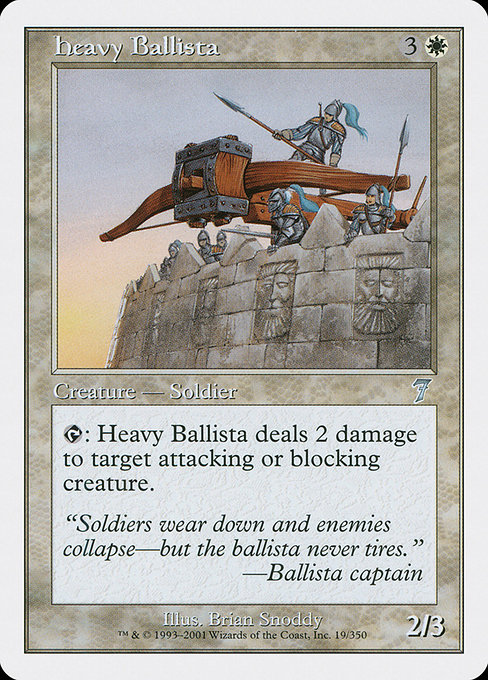 Heavy Ballista 3
Creature — Soldier 7
: Heavy Ballista deals 2 damage
to target attacking or blocking
creature.
“Soldiers wear down and enemies
collapse—but the ballista never tires.”
—Ballista captain
Illus. Brian Snoddy
2/3
™ & © 1993–2001 Wizards of the Coast, Inc. 19/350